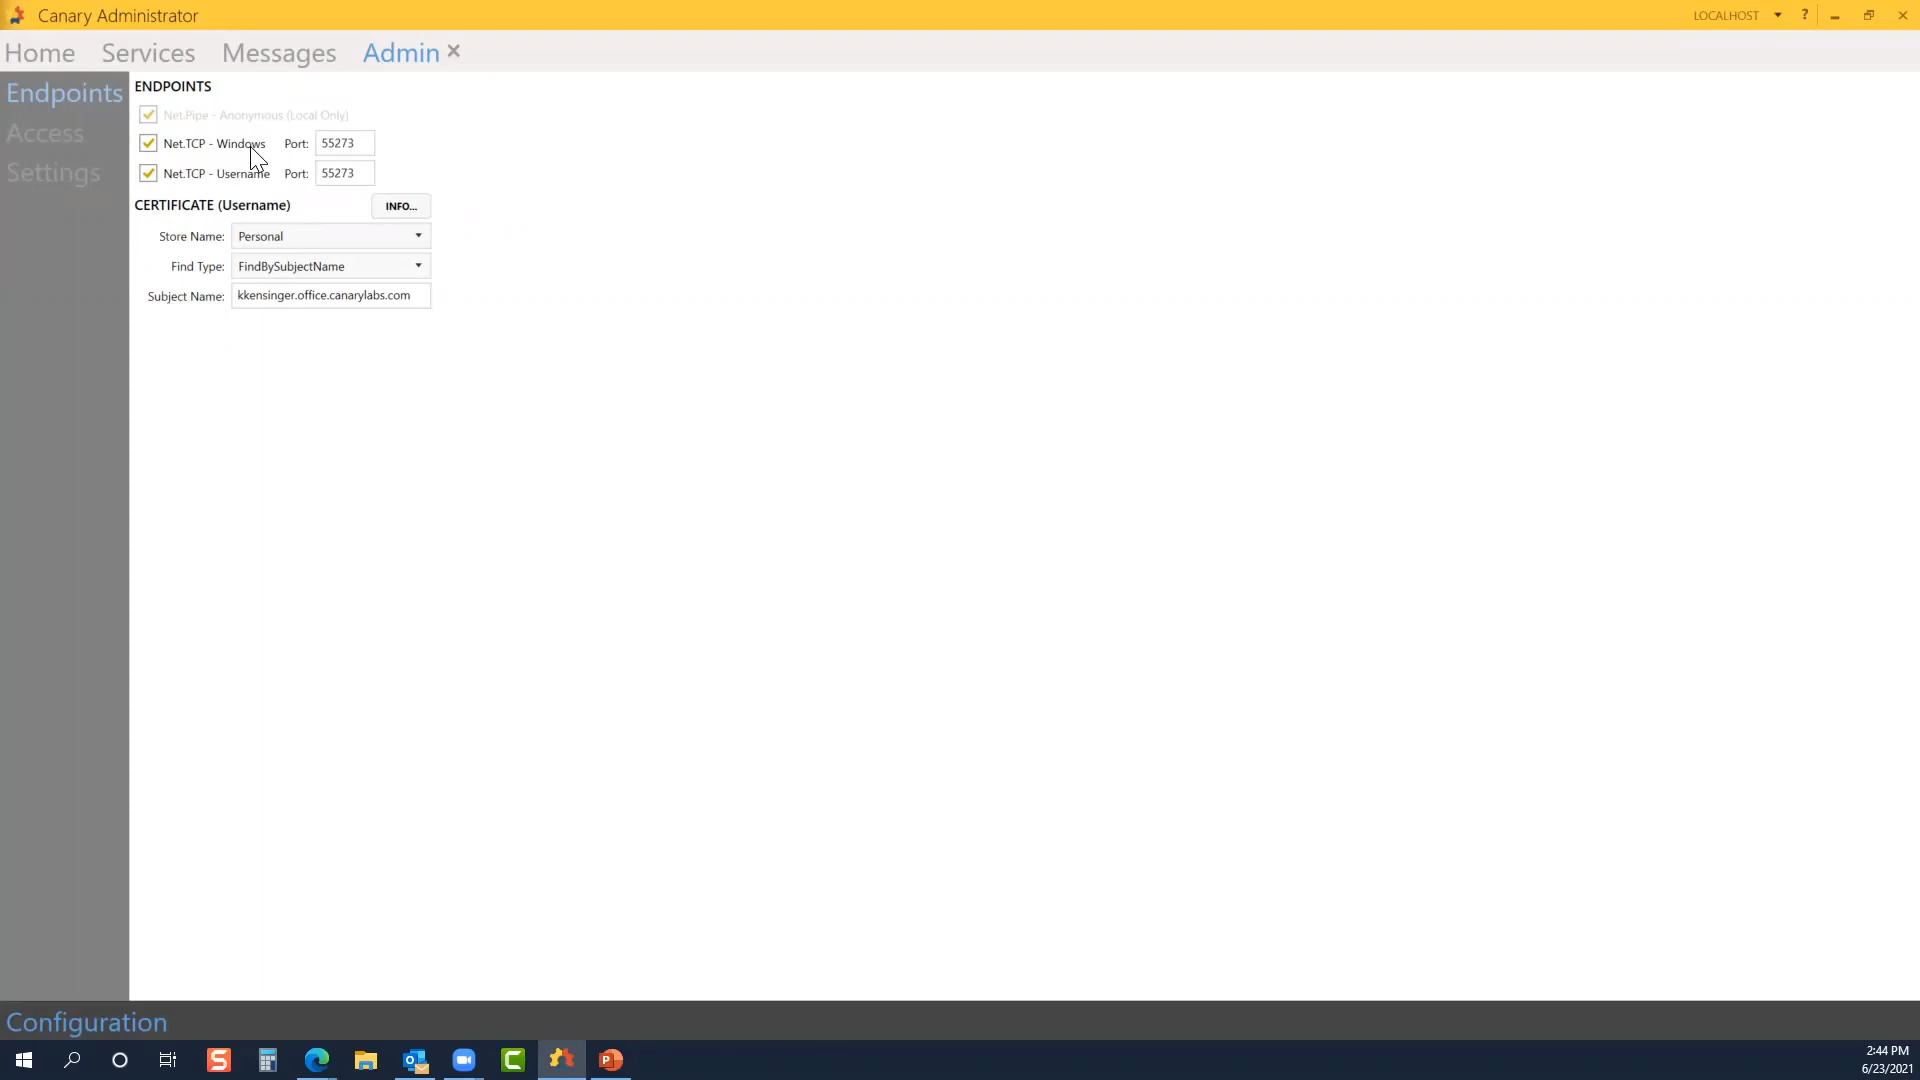 Canary Administrator
LOCALHOST ?
Home Services Messages Admin
Endpoints
Access
Settings
ENDPOINTS
Net.Pipe - Anonymous (Local Only)
Net.TCP - Windows Port: 55273
Net.TCP - Username Port: 55273
CERTIFICATE (Username) INFO...
Store Name: Personal
Find Type: FindBySubjectName
Subject Name: kkensinger.office.canarylabs.com
Configuration
2:44 PM
6/23/2021